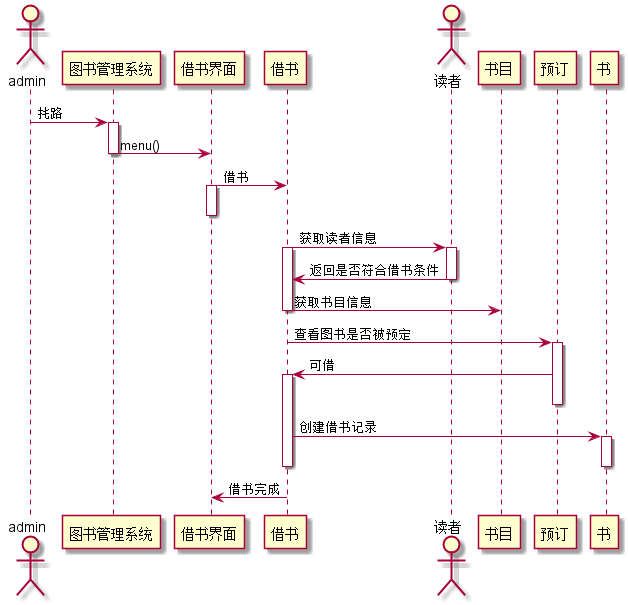 admin
图书管理系统
借书界面
借书
读者
书目
预订
书
找路
menu()
借书
获取读者信息
返回是否符合借书条件
获取书目信息
查看图书是否被预定
可借
创建借书记录
借书完成
admin
图书管理系统
借书界面
借书
读者
书目
预订
书